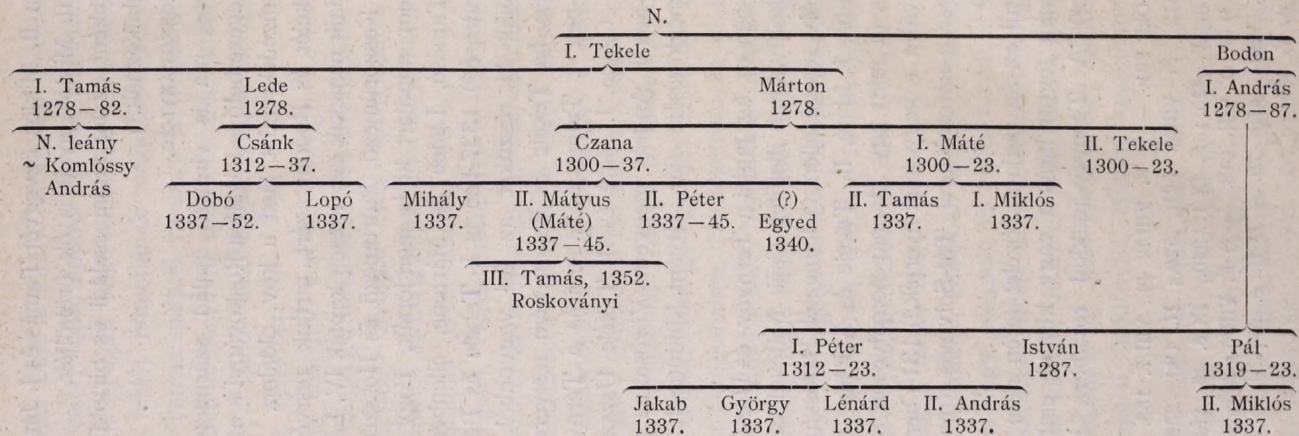 N.
I. Tekele Bodon
I. Tamás Lede Márton I. András
1278—82. 1278. 1278. 1278—87.
N. leány Csánk Czana I. Máté II. Tekele
~ Komlóssy 1312—37. 1300—37. 1300—23. 1300—23.
András
Dobó Lopó Mihály II. Mátyus II. Péter (?) II. Tamás I. Miklós
1337—52. 1337. 1337. (Máté) 1337—45. Egyed 1337. 1337.
1337—45. 1340.
III. Tamás, 1352.
Roskoványi
I. Péter István Pál
1312—23. 1287. 1319—23.
Jakab György Lénárd II. András II. Miklós
1337. 1337. 1337. 1337. 1337.